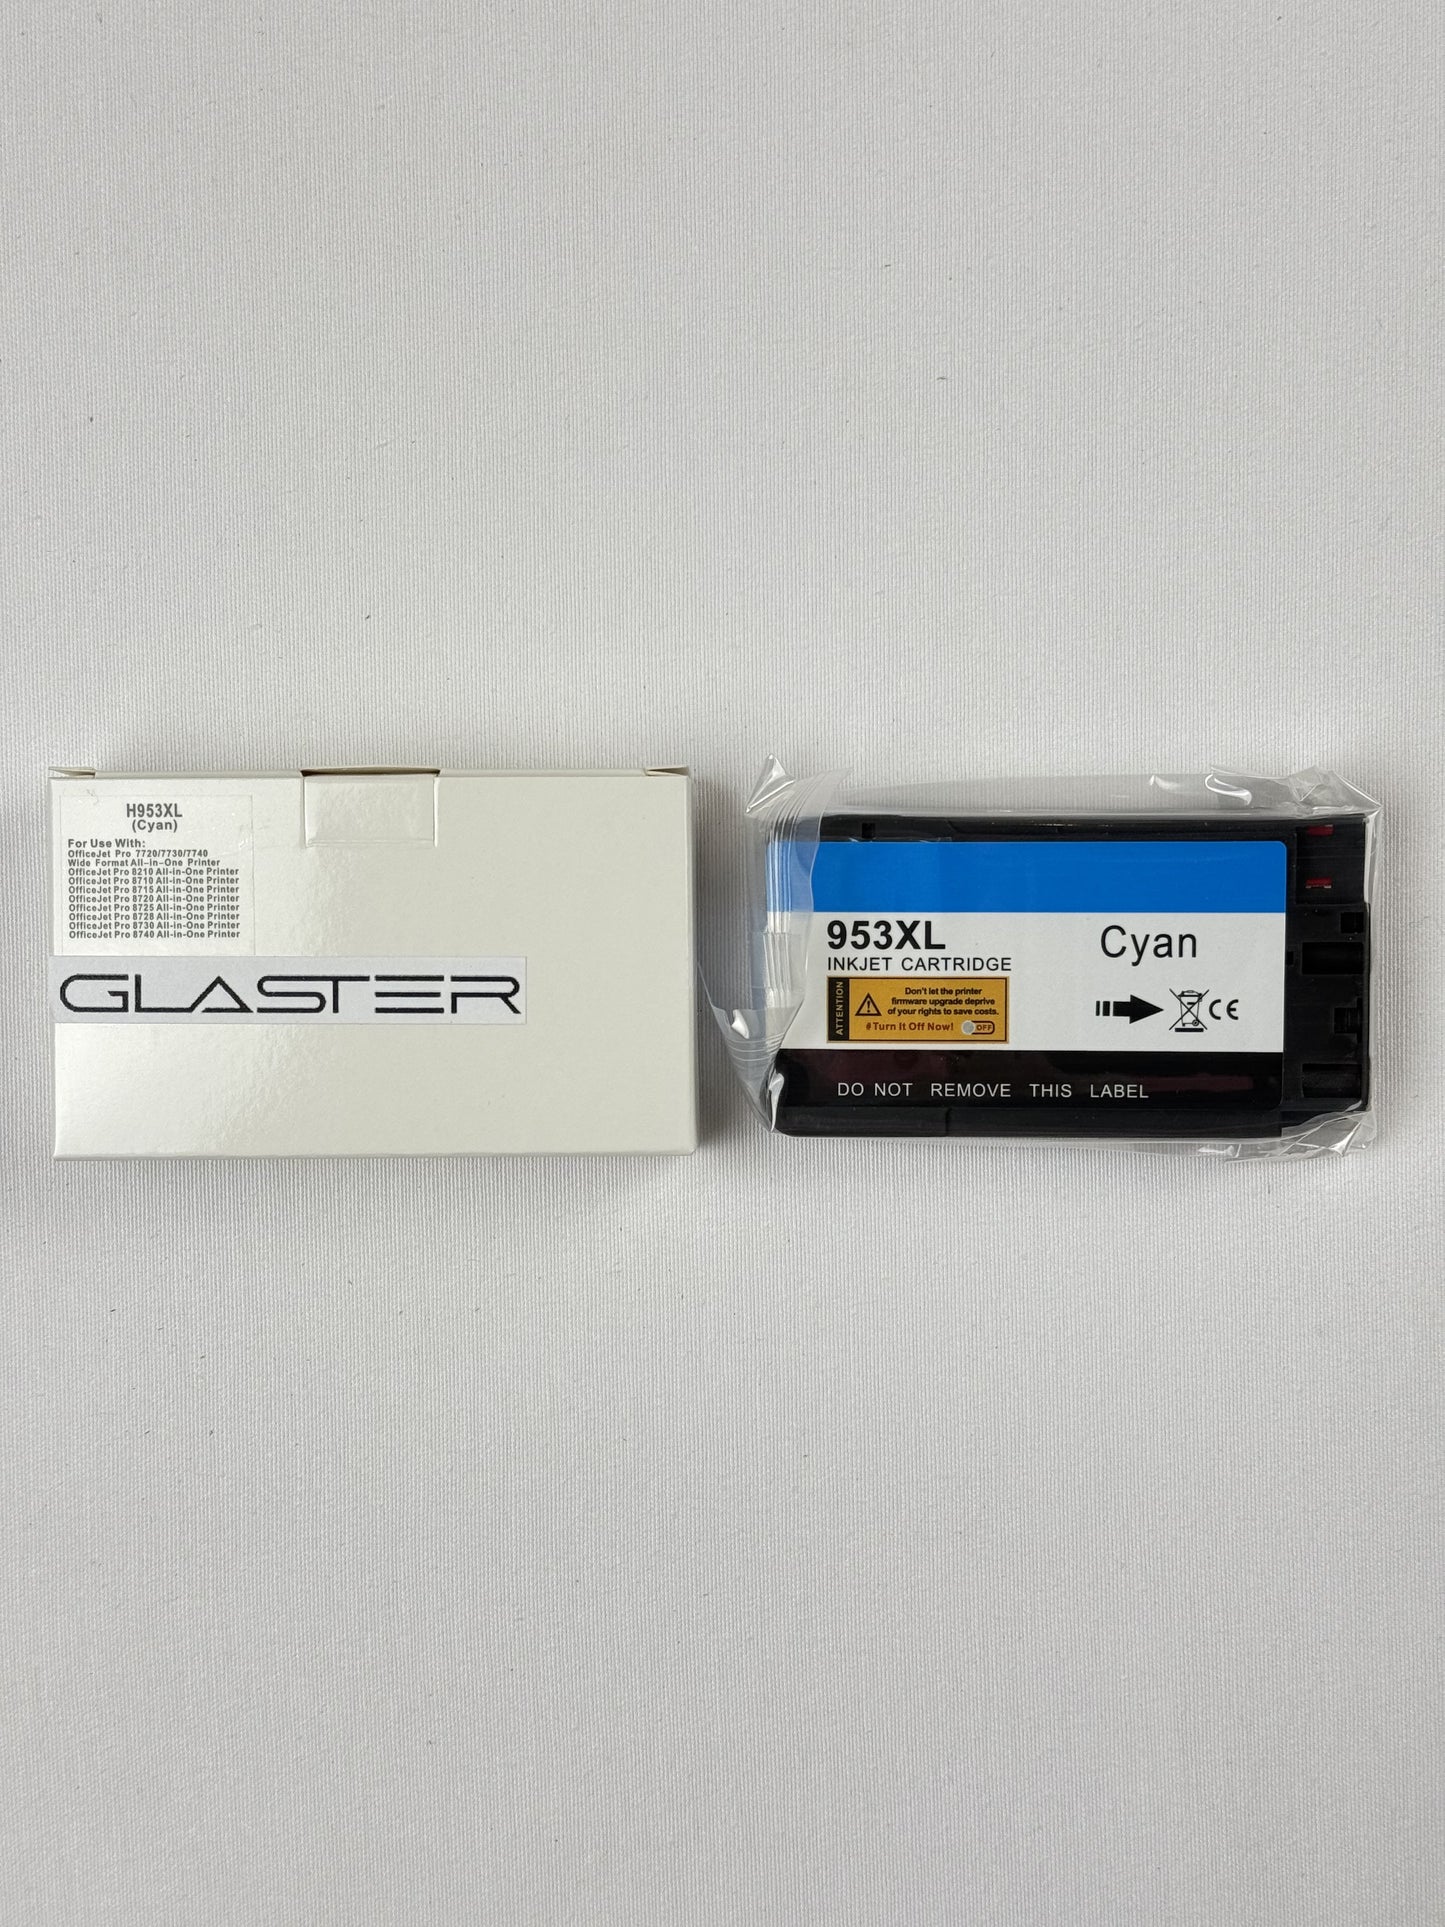 H953XL
(Cyan)
For Use With:
OfficeJet Pro 7720/7730/7740
Wide Format All-in-One Printer
OfficeJet Pro 8210 All-in-One Printer
OfficeJet Pro 8710 All-in-One Printer
OfficeJet Pro 8715 All-in-One Printer
OfficeJet Pro 8720 All-in-One Printer
OfficeJet Pro 8725 All-in-One Printer
OfficeJet Pro 8728 All-in-One Printer
OfficeJet Pro 8730 All-in-One Printer
OfficeJet Pro 8740 All-in-One Printer
GLASTER
953XL
INKJET CARTRIDGE
Cyan
ATTENTION
Don't let the printer
firmware upgrade deprive
of your rights to save costs.
#Turn It Off Now! OFF
CE
DO NOT REMOVE THIS LABEL